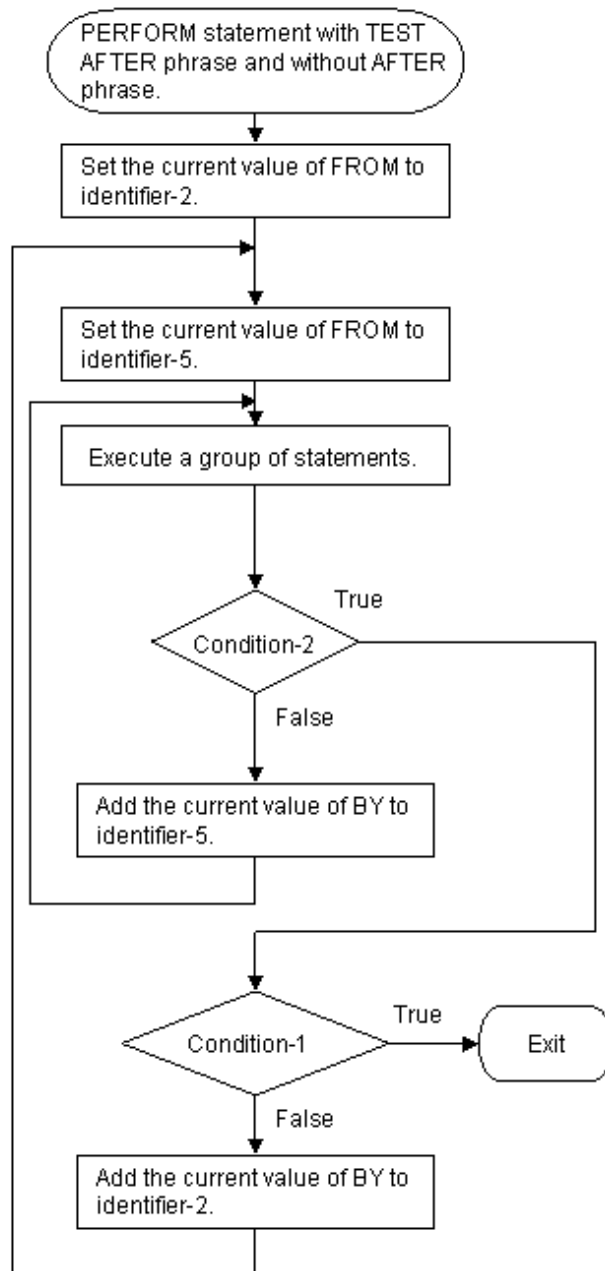 PERFORM statement with TEST
AFTER phrase and without AFTER
phrase.
Set the current value of FROM to
identifier-2.
Set the current value of FROM to
identifier-5.
Execute a group of statements.
True
Condition-2
False
Add the current value of BY to
identifier-5.
True
Condition-1
Exit
False
Add the current value of BY to
identifier-2.